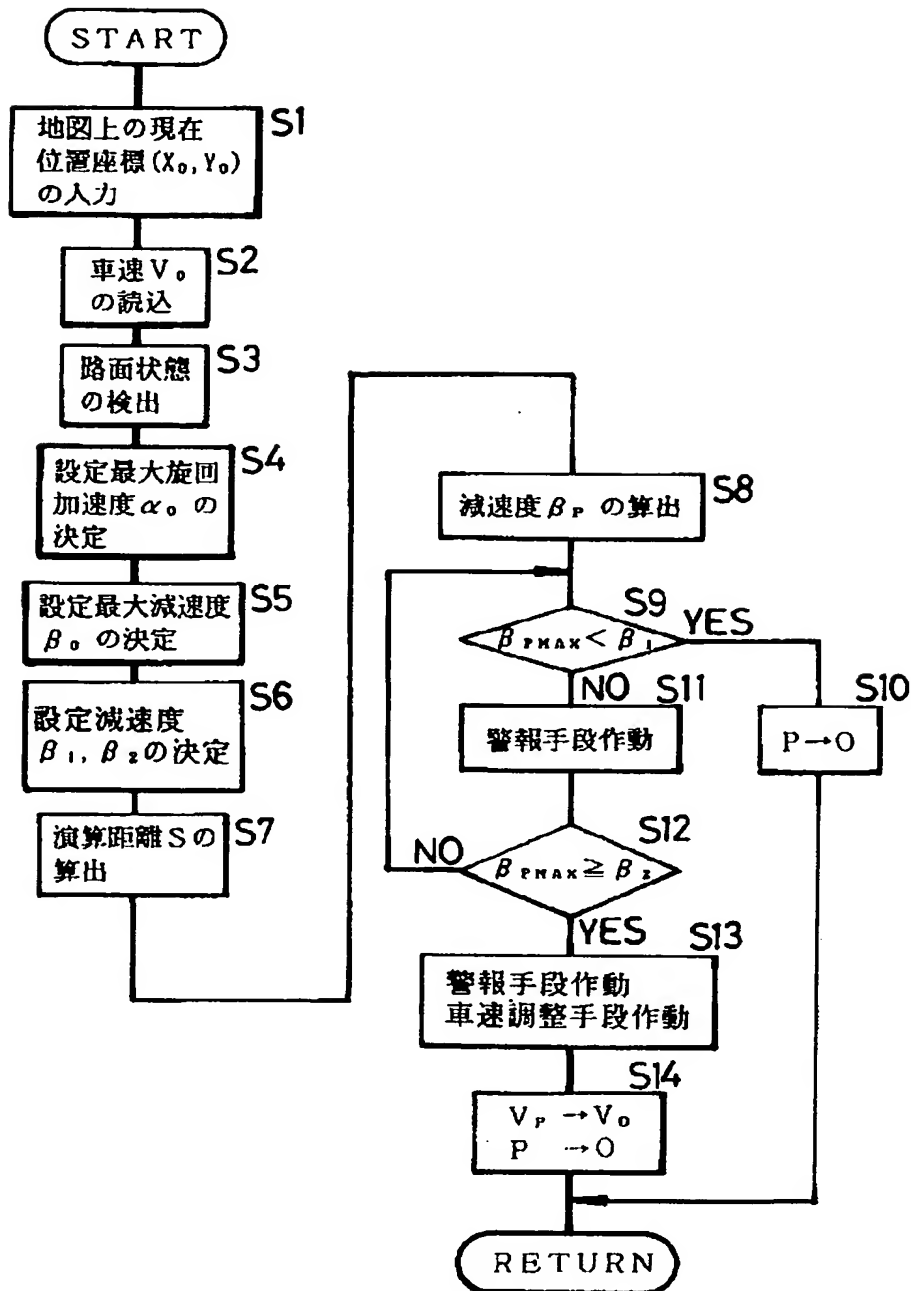 START
S1
地図上の現在
位置座標(X₀,Y₀)
の入力
S2
車速V₀
の読込
S3
路面状態
の検出
S4
設定最大旋回
加速度α₀の
決定
S5
設定最大減速度
β₀の決定
S6
設定減速度
β₁,β₂の決定
S7
演算距離Sの
算出
S8
減速度βPの算出
S9
βPMAX<β₁
YES
NO
S10
P→O
S11
警報手段作動
S12
βPMAX≧β₂
NO
YES
S13
警報手段作動
車速調整手段作動
S14
VP→V₀
P→O
RETURN